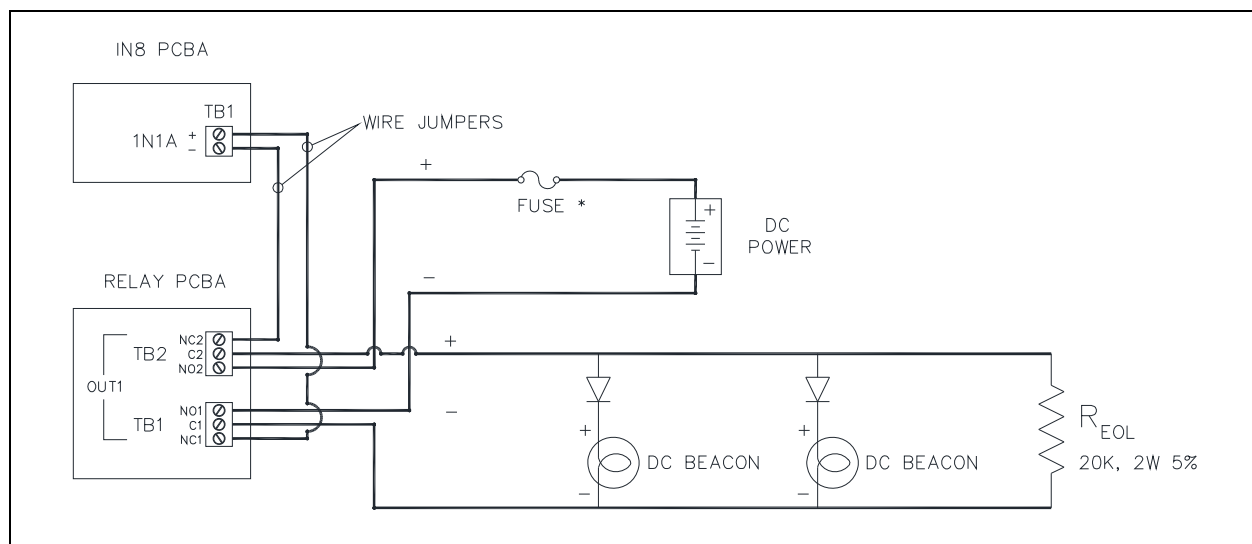 IN8 PCBA
TB1
1N1A + -
WIRE JUMPERS
+
FUSE *
+
-
DC
POWER
-
RELAY PCBA
OUT1
TB2
NC2
C2
NO2
TB1
NO1
C1
NC1
+
-
+
DC BEACON
-
+
DC BEACON
-
REOL
20K, 2W 5%